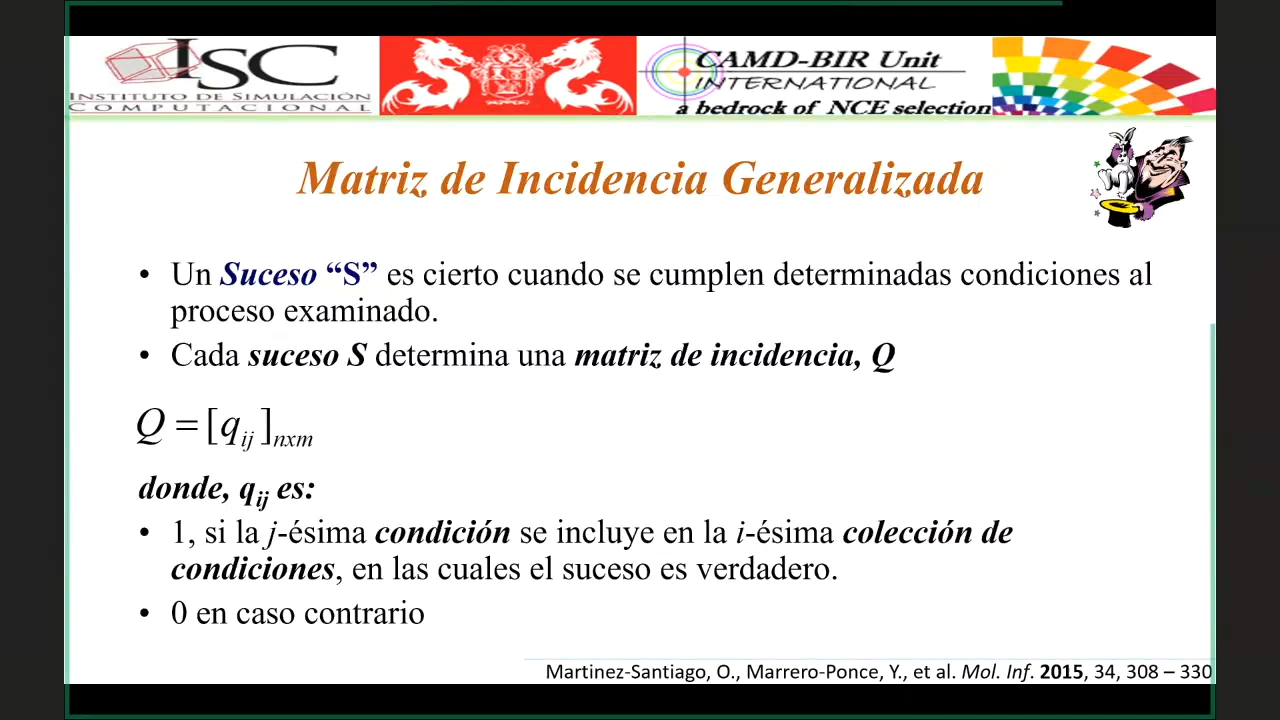 ISC
INSTITUTO DE SIMULACIÓN
COMPUTACIONAL
CAMD-BIR Unit
INTERNATIONAL
a bedrock of NCE selection
Matriz de Incidencia Generalizada
• Un Suceso “S” es cierto cuando se cumplen determinadas condiciones al
proceso examinado.
• Cada suceso S determina una matriz de incidencia, Q
Q = [q_ij]_nxm
donde, q_ij es:
• 1, si la j-ésima condición se incluye en la i-ésima colección de
condiciones, en las cuales el suceso es verdadero.
• 0 en caso contrario
Martinez-Santiago, O., Marrero-Ponce, Y., et al. Mol. Inf. 2015, 34, 308 – 330